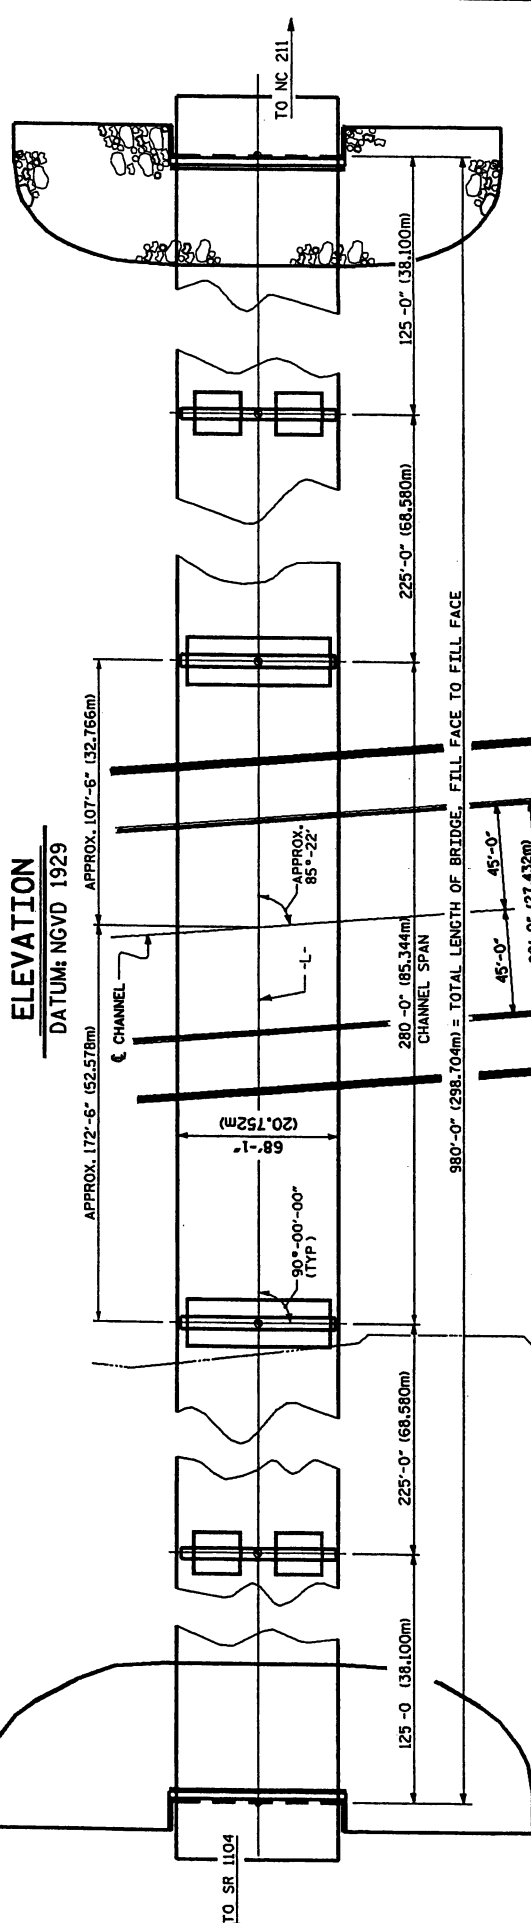 ELEVATION
DATUM: NGVD 1929
APPROX. 172'-6" (52.578m)
APPROX. 107'-6" (32.766m)
℄ CHANNEL
APPROX.
85°-22'
-L-
68'-1"
(20.752m)
90°-00'-00"
(TYP)
TO SR 1104
TO NC 211
125 -0 (38.100m)
225'-0" (68.580m)
280 -0" (85.344m)
CHANNEL SPAN
225'-0" (68.580m)
125 -0" (38.100m)
980'-0" (298.704m) = TOTAL LENGTH OF BRIDGE, FILL FACE TO FILL FACE
45'-0"
45'-0"
(27.432m)